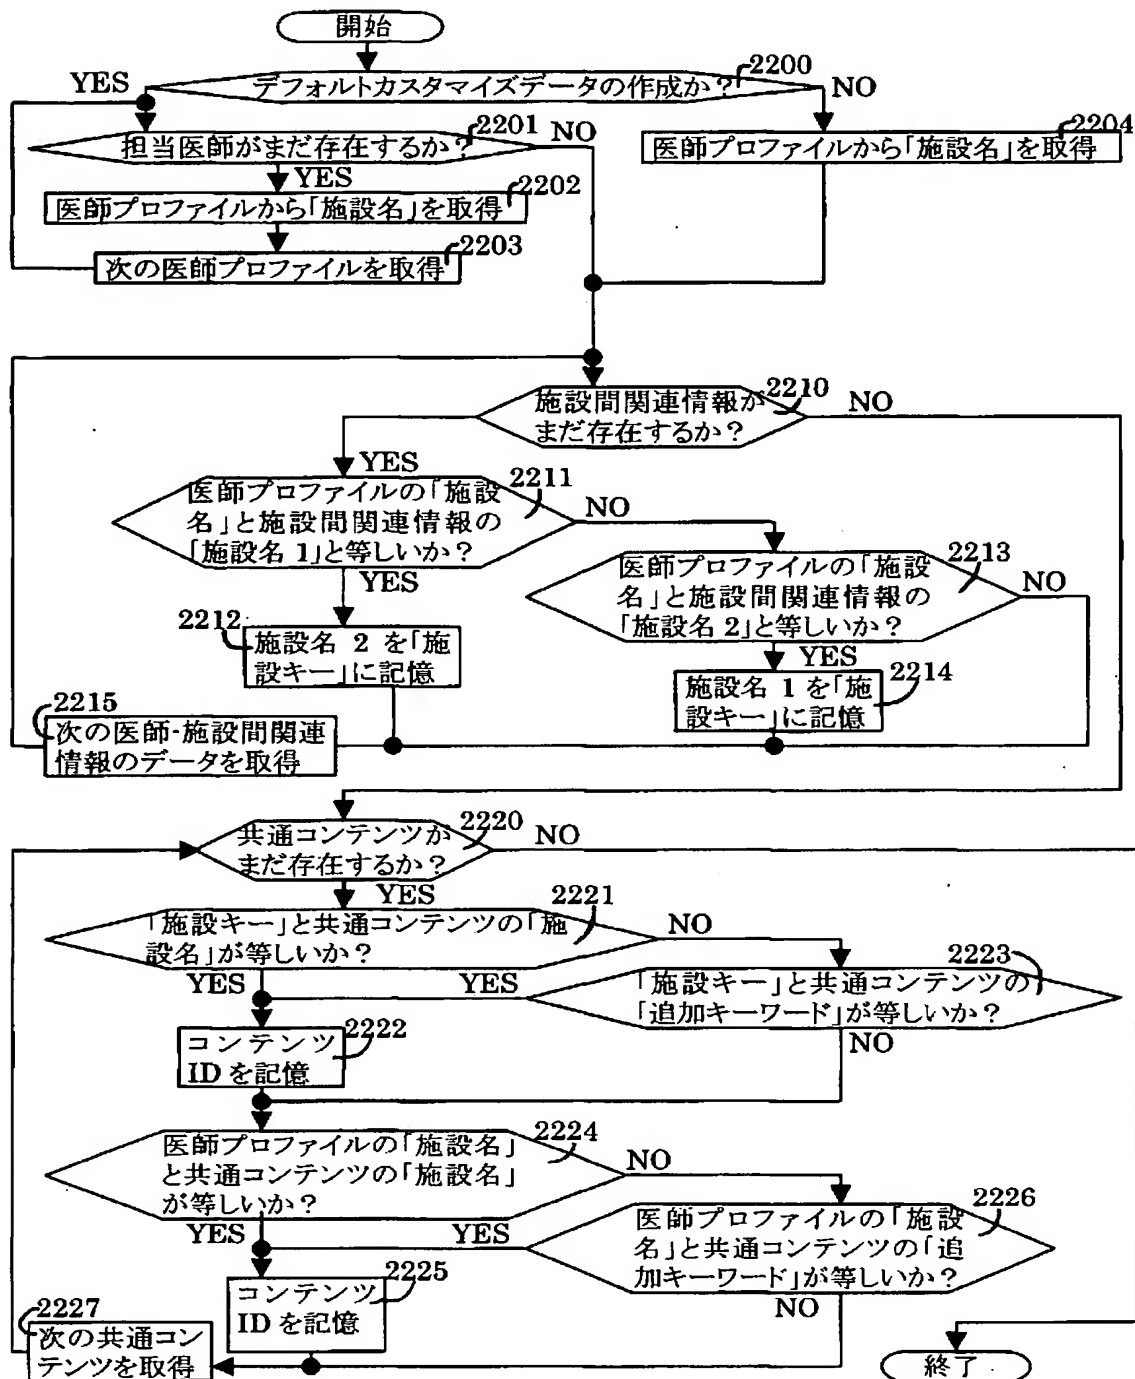 開始
デフォルトカスタマイズデータの作成か？
2200
YES
NO
担当医師がまだ存在するか？
2201
NO
YES
医師プロファイルから「施設名」を取得
2202
次の医師プロファイルを取得
2203
医師プロファイルから「施設名」を取得
2204
施設間関連情報が
まだ存在するか？
2210
NO
YES
医師プロファイルの「施設
名」と施設間関連情報の
「施設名 1」と等しいか？
2211
NO
YES
2212
施設名 2 を「施
設キー」に記憶
医師プロファイルの「施設
名」と施設間関連情報の
「施設名 2」と等しいか？
2213
NO
YES
施設名 1 を「施
設キー」に記憶
2214
2215
次の医師-施設間関連
情報のデータを取得
共通コンテンツが
まだ存在するか？
2220
NO
YES
「施設キー」と共通コンテンツの「施
設名」が等しいか？
2221
NO
YES
「施設キー」と共通コンテンツの
「追加キーワード」が等しいか？
2223
YES
NO
コンテンツ
ID を記憶
2222
医師プロファイルの「施設名」
と共通コンテンツの「施設名」
が等しいか？
2224
NO
YES
医師プロファイルの「施設
名」と共通コンテンツの「追
加キーワード」が等しいか？
2226
YES
NO
コンテンツ
ID を記憶
2225
2227
次の共通コン
テンツを取得
終了